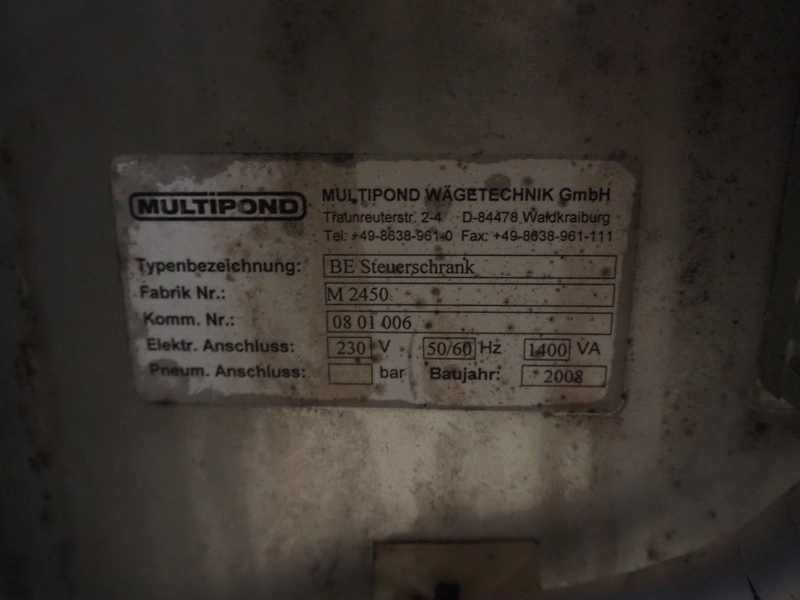 MULTIPOND
MULTIPOND WÄGETECHNIK GmbH
Traunreuterstr. 2-4 D-84478 Waldkraiburg
Tel: +49-8638-961-0 Fax: +49-8638-961-111
Typenbezeichnung: BE Steuerschrank
Fabrik Nr.: M 2450
Komm. Nr.: 08 01 006
Elektr. Anschluss: 230 V 50/60 Hz 1400 VA
Pneum. Anschluss: bar Baujahr: 2008